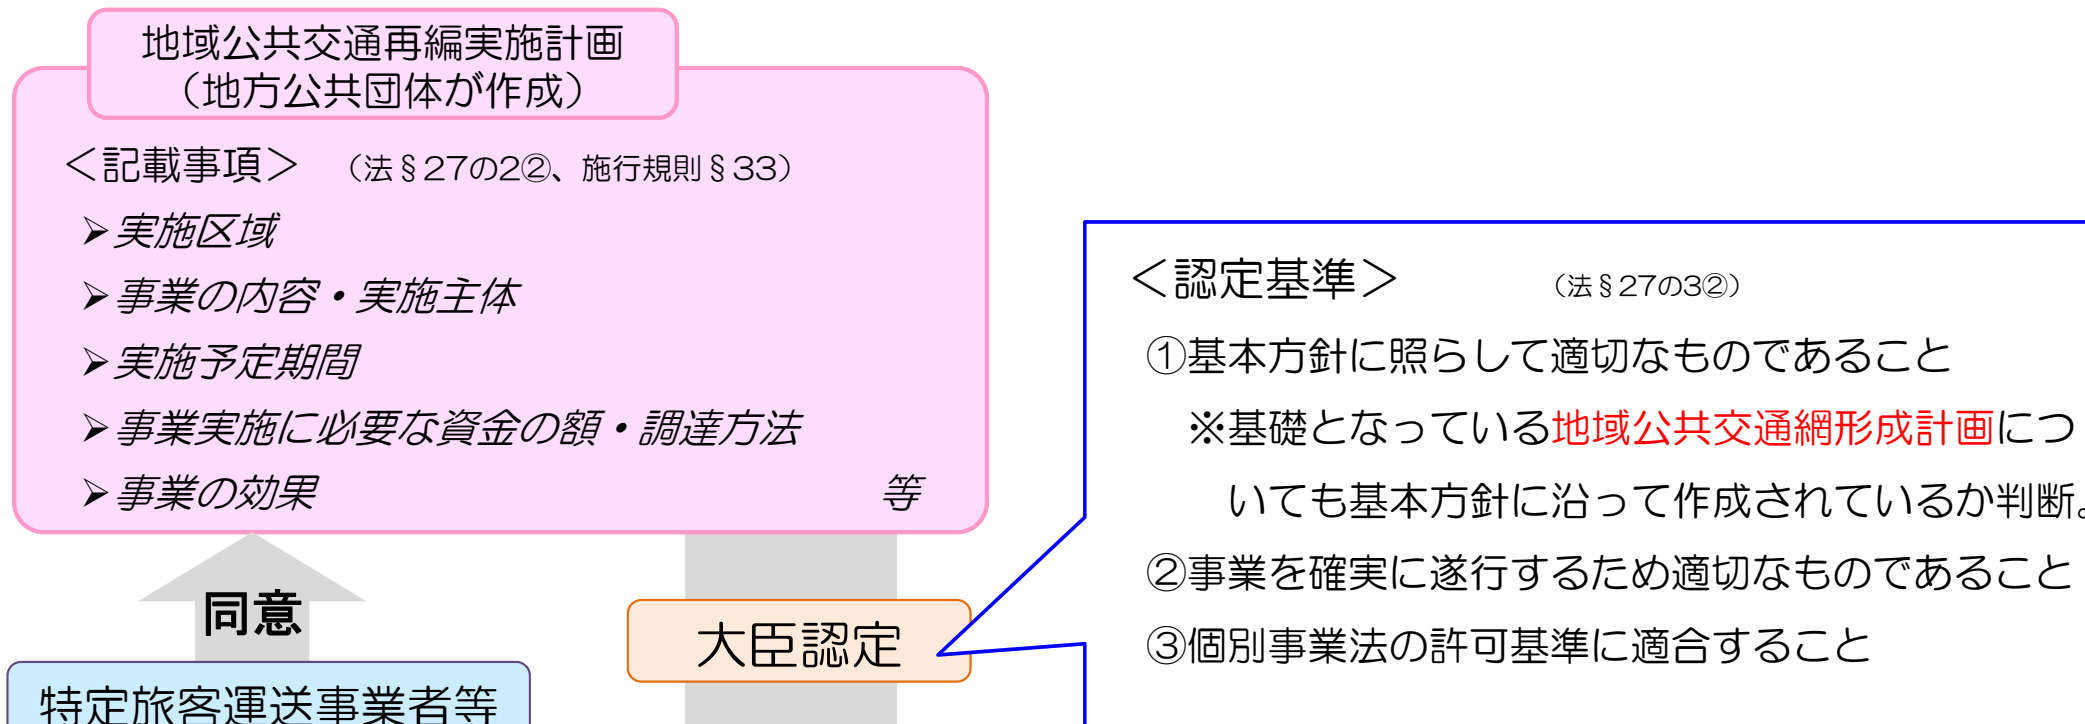 地域公共交通再編実施計画
（地方公共団体が作成）
＜記載事項＞ （法§27の2②、施行規則§33）
➢実施区域
➢事業の内容・実施主体
➢実施予定期間
➢事業実施に必要な資金の額・調達方法
➢事業の効果 等
同意
特定旅客運送事業者等
大臣認定
＜認定基準＞ （法§27の3②）
①基本方針に照らして適切なものであること
※基礎となっている地域公共交通網形成計画につ
いても基本方針に沿って作成されているか判断。
②事業を確実に遂行するため適切なものであること
③個別事業法の許可基準に適合すること